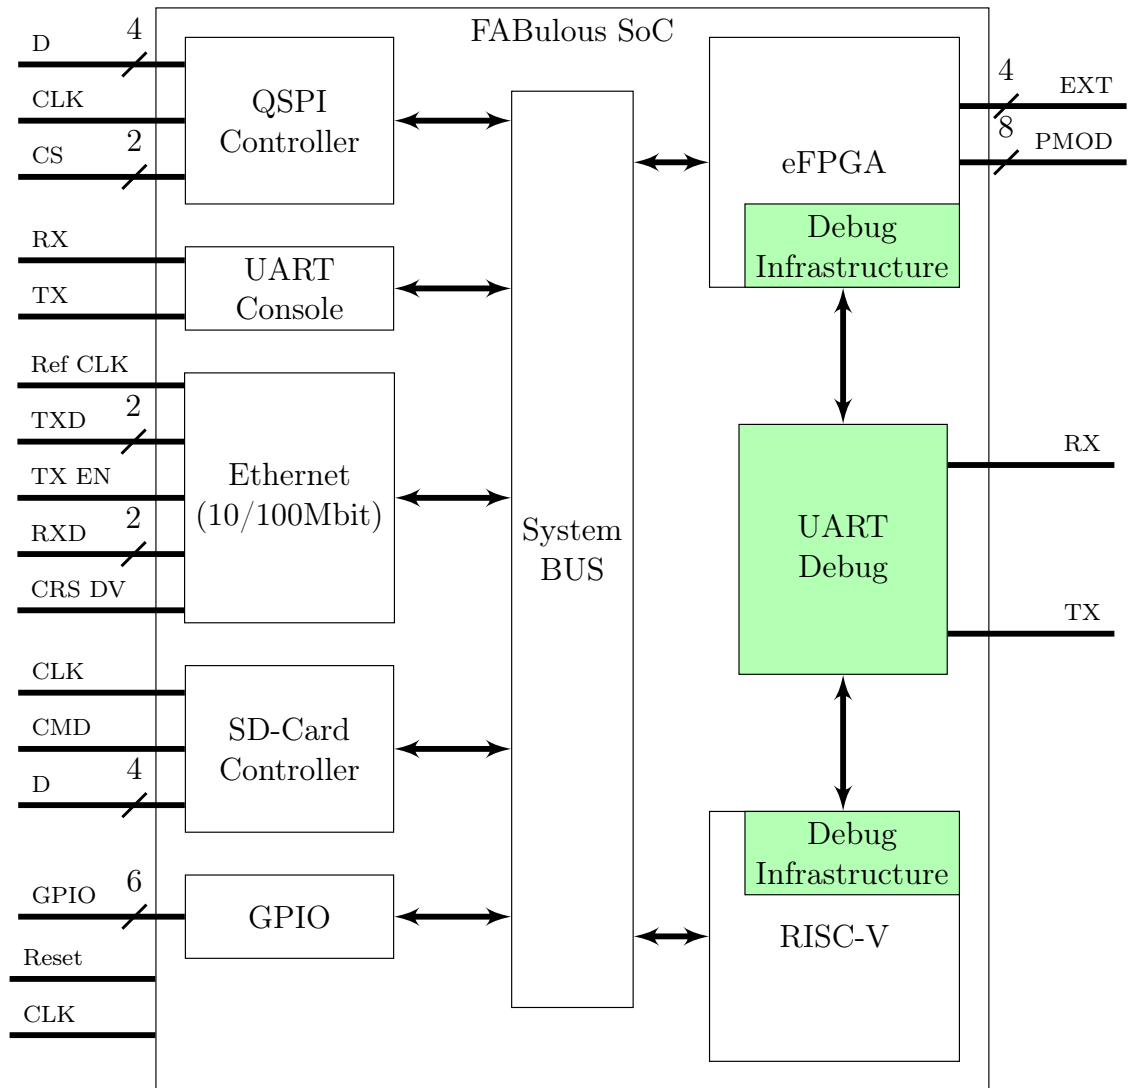 FABulous SoC
4
D
CLK
2
CS
QSPI
Controller
RX
TX
UART
Console
Ref CLK
2
TXD
TX EN
2
RXD
CRS DV
Ethernet
(10/100Mbit)
CLK
CMD
4
D
SD-Card
Controller
6
GPIO
GPIO
Reset
CLK
System
BUS
eFPGA
Debug
Infrastructure
4
EXT
8
PMOD
UART
Debug
RX
TX
Debug
Infrastructure
RISC-V